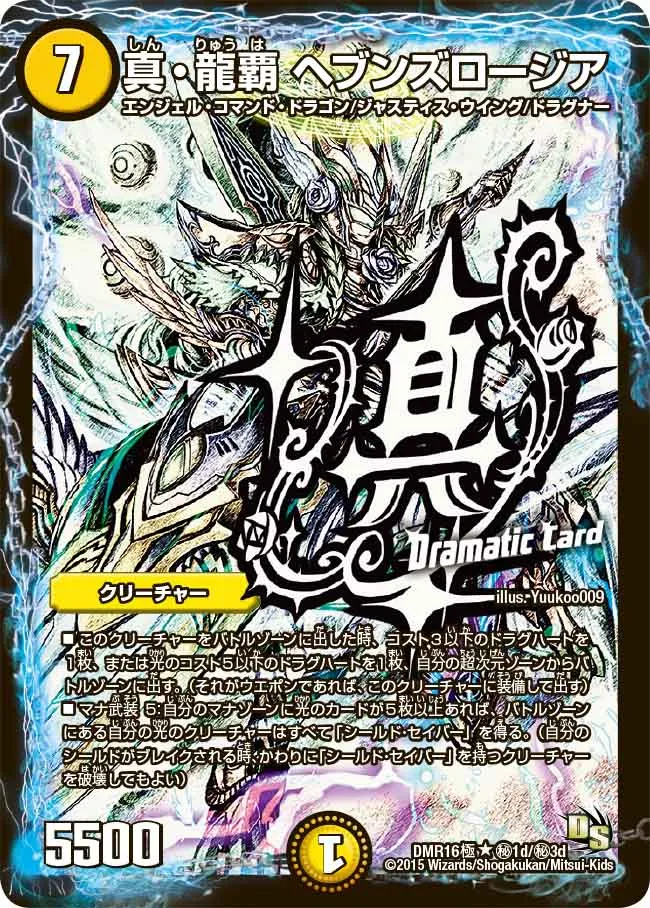 7
しん りゅう は
真・龍覇 ヘブンズロージア
エンジェル・コマンド・ドラゴン/ジャスティス・ウイング/ドラグナー
真
Dramatic Card
クリーチャー
illus. Yuukoo009
■このクリーチャーをバトルゾーンに出した時、コスト3以下のドラグハートを
1枚、または光のコスト5以下のドラグハートを1枚、自分の超次元ゾーンからバ
トルゾーンに出す。(それがウエポンであれば、このクリーチャーに装備して出す)
■マナ武装 5:自分のマナゾーンに光のカードが5枚以上あれば、バトルゾーン
にある自分の光のクリーチャーはすべて「シールド・セイバー」を得る。(自分の
シールドがブレイクされる時、かわりに「シールド・セイバー」を持つクリーチャー
を破壊してもよい)
5500
1
DS
DMR16極 ★ ㊙1d/㊙3d
©2015 Wizards/Shogakukan/Mitsui-Kids